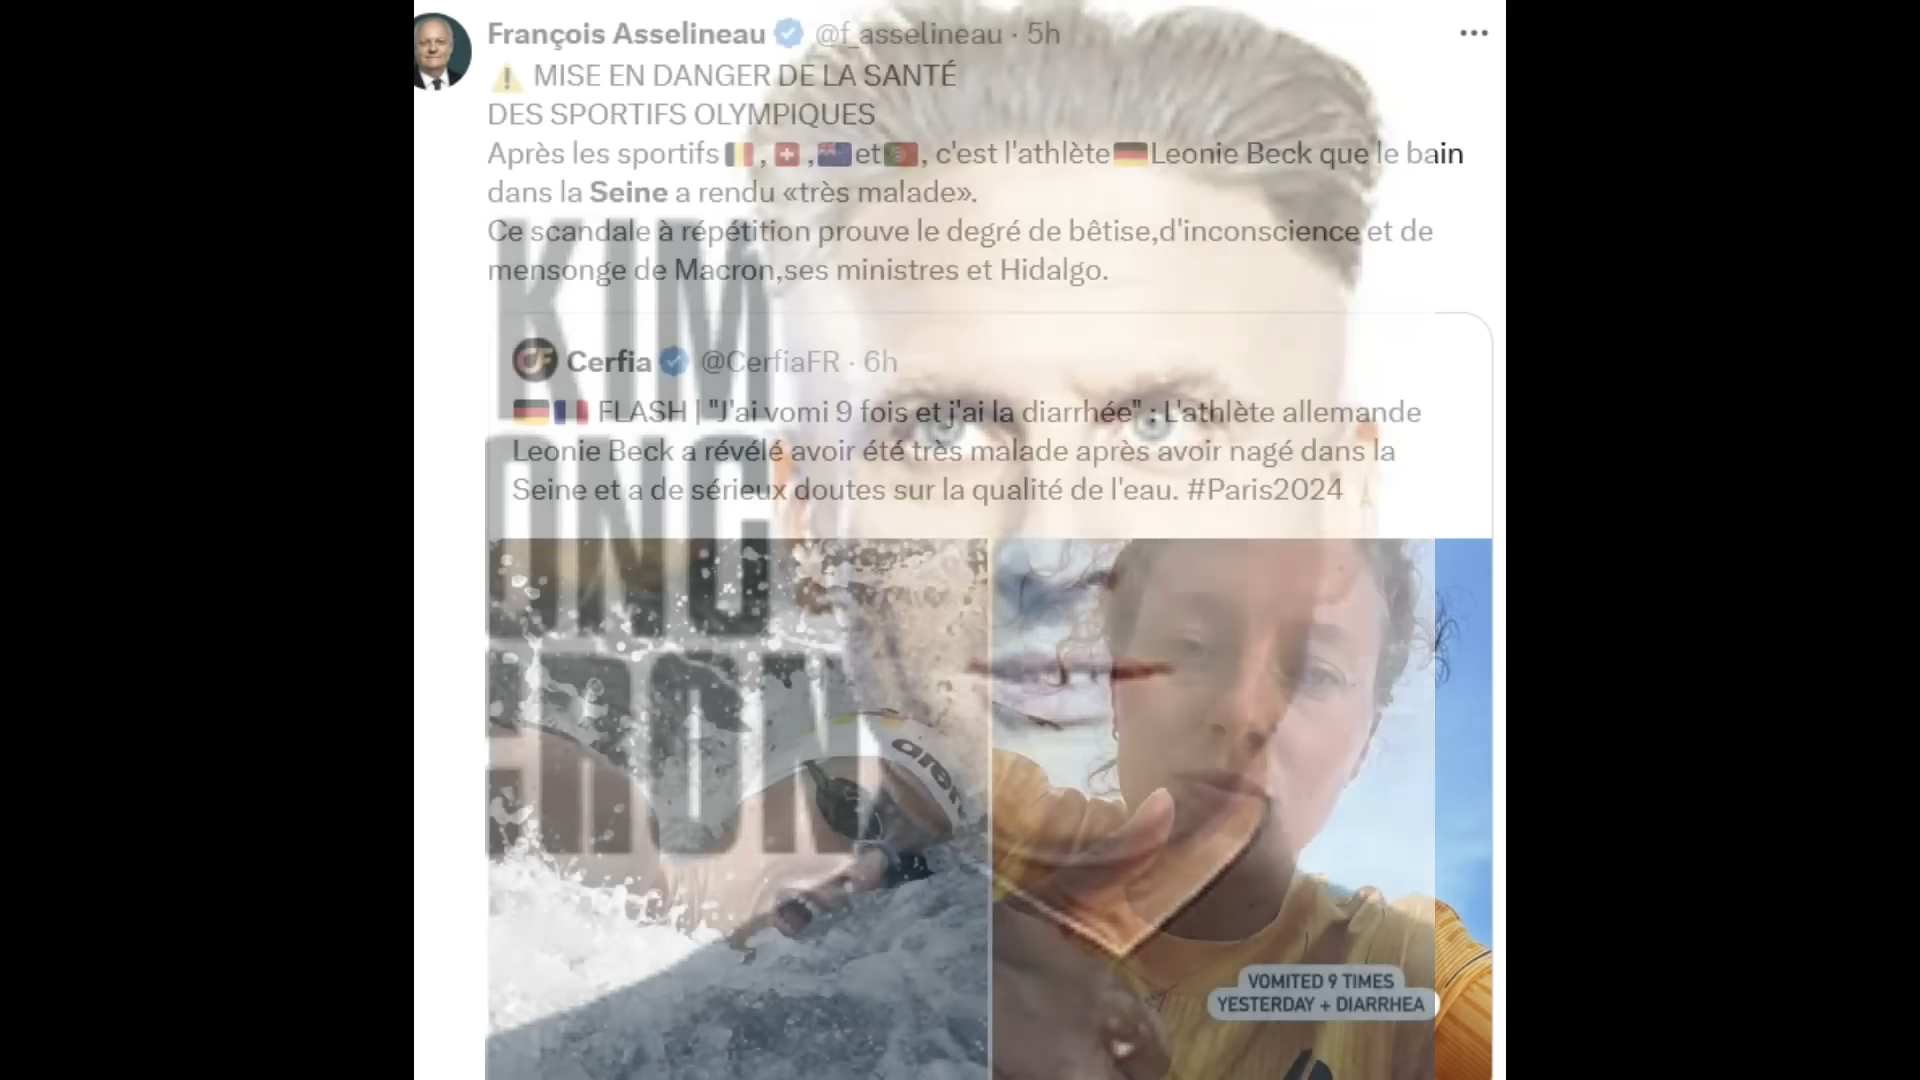 François Asselineau @f_asselineau · 5h
⚠️ MISE EN DANGER DE LA SANTÉ
DES SPORTIFS OLYMPIQUES
Après les sportifs🇧🇪, 🇨🇭 ,🇳🇿et🇵🇹, c'est l'athlète🇩🇪Leonie Beck que le bain
dans la Seine a rendu «très malade».
Ce scandale à répétition prouve le degré de bêtise,d'inconscience et de
mensonge de Macron,ses ministres et Hidalgo.
Cerfia @CerfiaFR · 6h
🇩🇪🇫🇷 FLASH | "J'ai vomi 9 fois et j'ai la diarrhée" : L'athlète allemande
Leonie Beck a révélé avoir été très malade après avoir nagé dans la
Seine et a de sérieux doutes sur la qualité de l'eau. #Paris2024
KIM
ONG
CRON
arena
VOMITED 9 TIMES
YESTERDAY + DIARRHEA